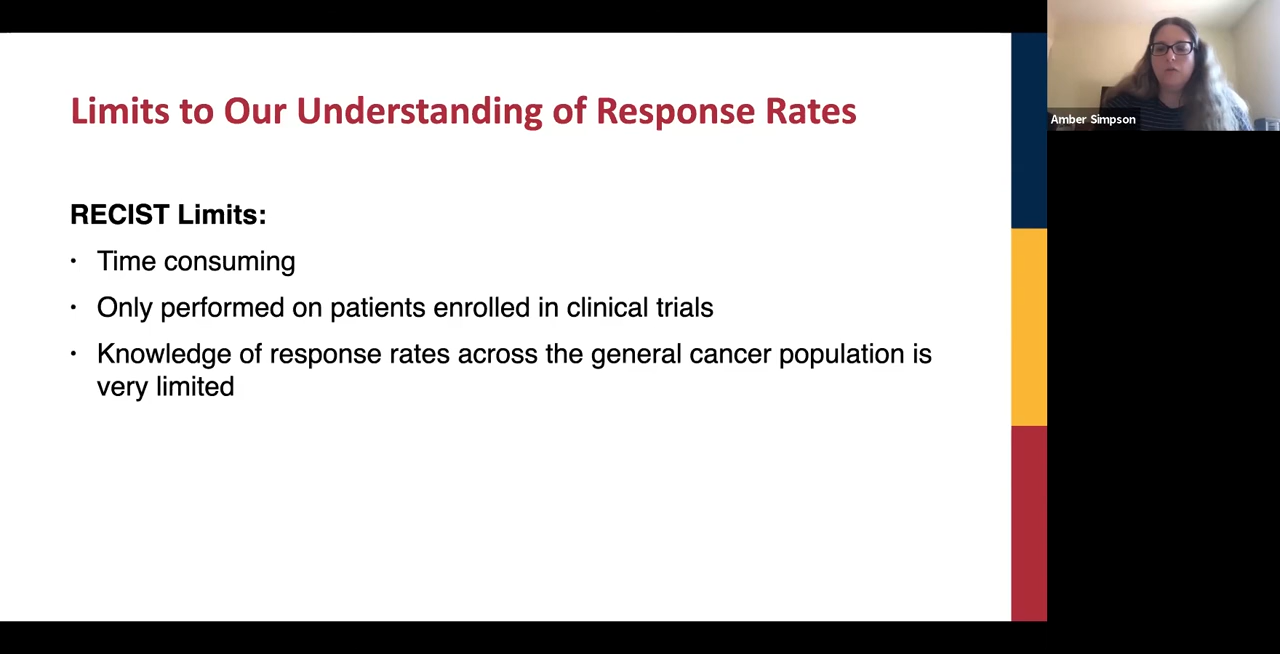 Limits to Our Understanding of Response Rates
RECIST Limits:
· Time consuming
· Only performed on patients enrolled in clinical trials
· Knowledge of response rates across the general cancer population is
very limited
Amber Simpson